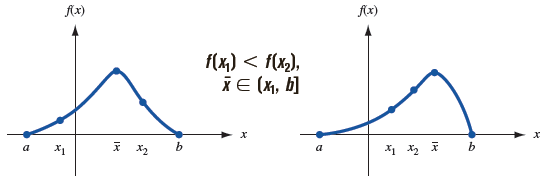 f(x)
f(x)
f(x₁) < f(x₂),
x̄ ∈ (x₁, b]
a x₁ x̄ x₂ b x
a x₁ x₂ x̄ b x